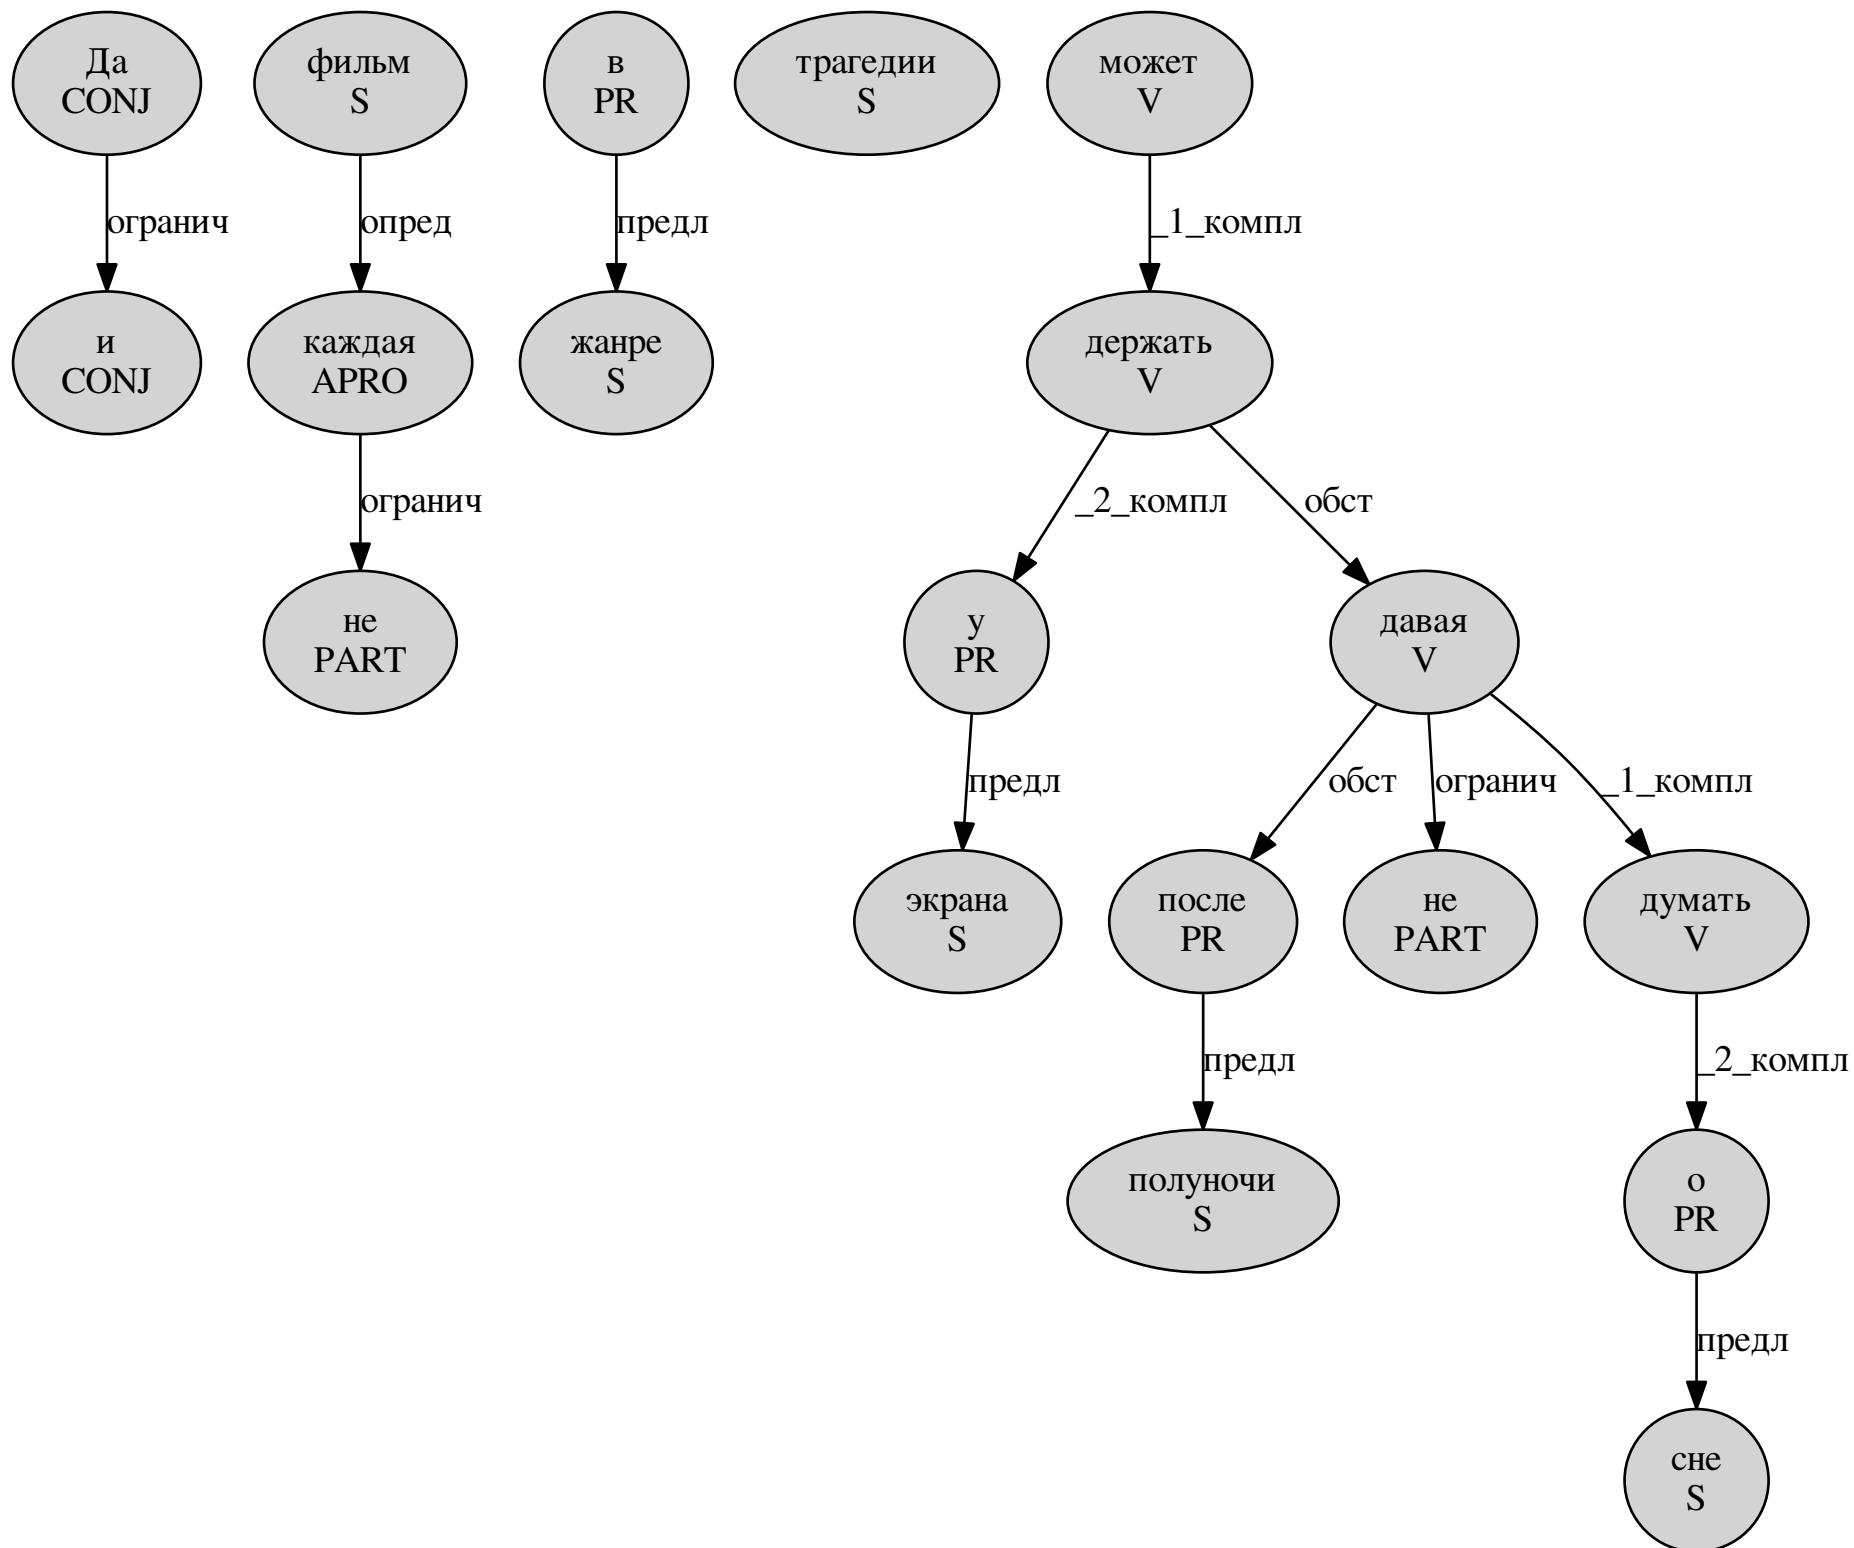 Да
CONJ
фильм
S
в
PR
трагедии
S
может
V
огранич
опред
предл
_1_компл
и
CONJ
каждая
APRO
жанре
S
держать
V
огранич
_2_компл
обст
не
PART
у
PR
давая
V
предл
обст
огранич
_1_компл
экрана
S
после
PR
не
PART
думать
V
предл
_2_компл
полуночи
S
о
PR
предл
сне
S